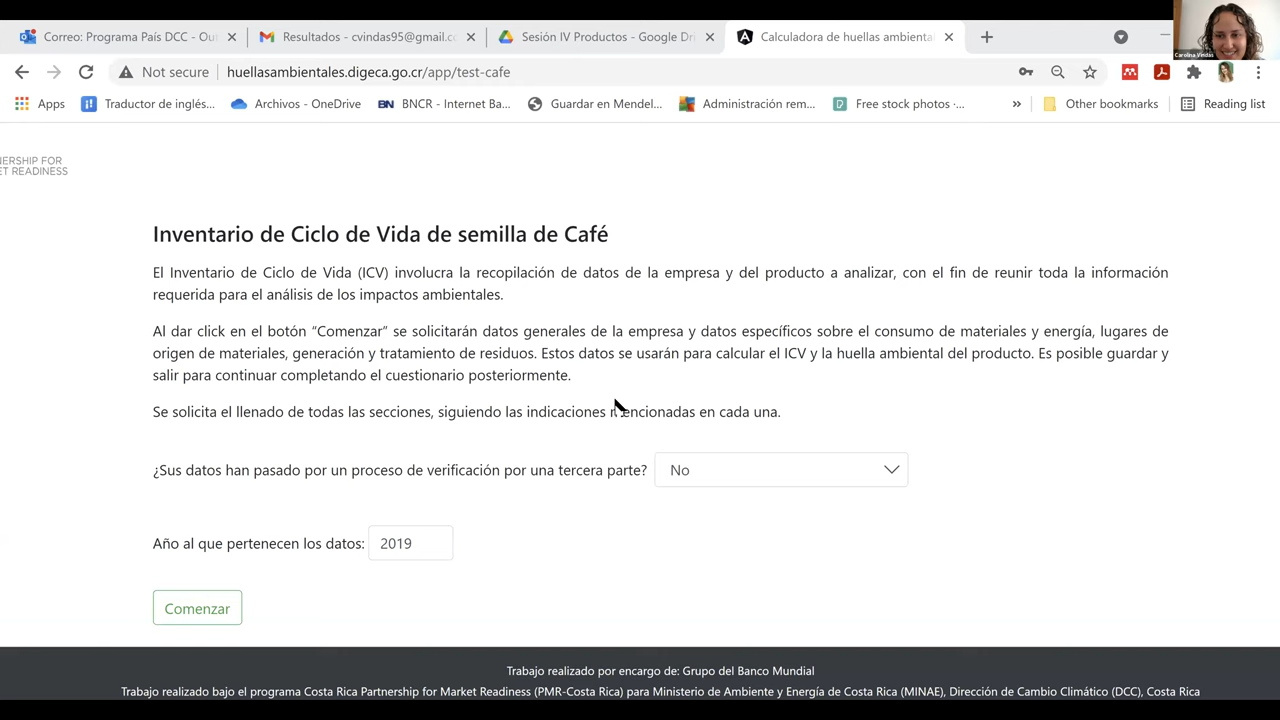 Correo: Programa País DCC - Out
Resultados - cvindas95@gmail.co
Sesión IV Productos - Google Dri
Calculadora de huellas ambienta
Carolina Vindas
Not secure
huellasambientales.digeca.go.cr/app/test-cafe
Apps
Traductor de inglés...
Archivos - OneDrive
BNCR - Internet Ba...
Guardar en Mendel...
Administración rem...
Free stock photos ·...
»
Other bookmarks
Reading list
NERSHIP FOR
ET READINESS
Inventario de Ciclo de Vida de semilla de Café
El Inventario de Ciclo de Vida (ICV) involucra la recopilación de datos de la empresa y del producto a analizar, con el fin de reunir toda la información
requerida para el análisis de los impactos ambientales.
Al dar click en el botón “Comenzar” se solicitarán datos generales de la empresa y datos específicos sobre el consumo de materiales y energía, lugares de
origen de materiales, generación y tratamiento de residuos. Estos datos se usarán para calcular el ICV y la huella ambiental del producto. Es posible guardar y
salir para continuar completando el cuestionario posteriormente.
Se solicita el llenado de todas las secciones, siguiendo las indicaciones mencionadas en cada una.
¿Sus datos han pasado por un proceso de verificación por una tercera parte? No
Año al que pertenecen los datos: 2019
Comenzar
Trabajo realizado por encargo de: Grupo del Banco Mundial
Trabajo realizado bajo el programa Costa Rica Partnership for Market Readiness (PMR-Costa Rica) para Ministerio de Ambiente y Energía de Costa Rica (MINAE), Dirección de Cambio Climático (DCC), Costa Rica